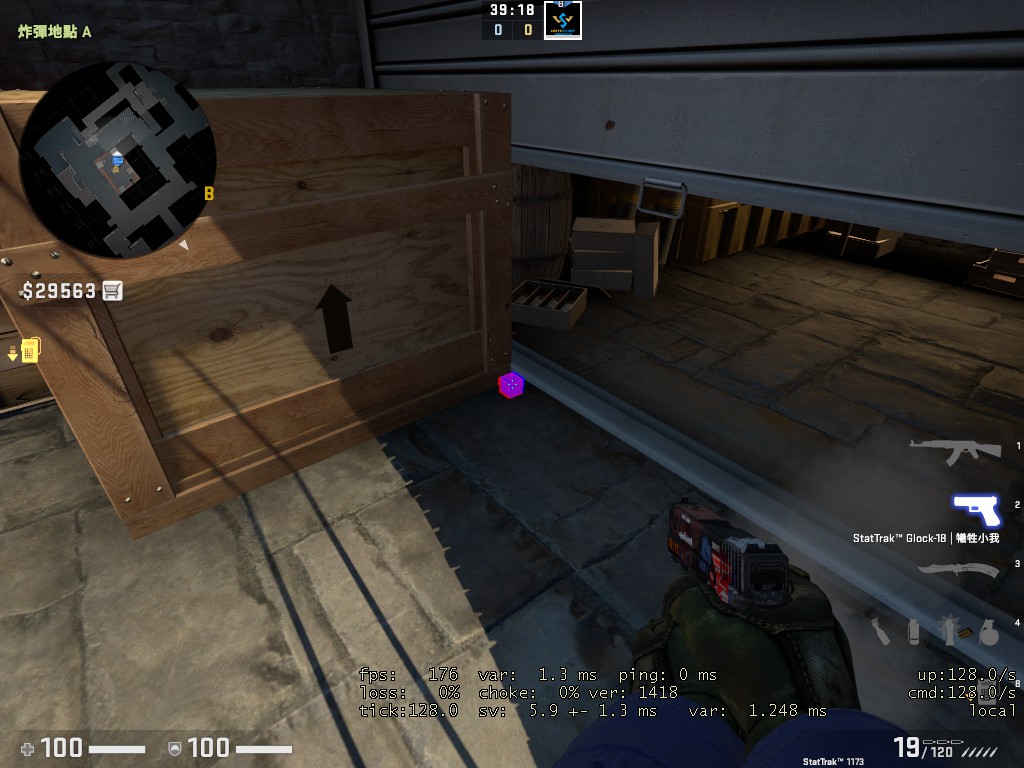 39:18
炸彈地點 A
0 0
B
$29563
1
2
StatTrak™ Glock-18 | 犧牲小我
3
4
fps: 176 var: 1.3 ms ping: 0 ms
up:128.0/s
loss: 0% choke: 0% ver: 1418
cmd:128.0/s
tick:128.0 sv: 5.9 +- 1.3 ms var: 1.248 ms
local
100 100
19/120
StatTrak™ 1173